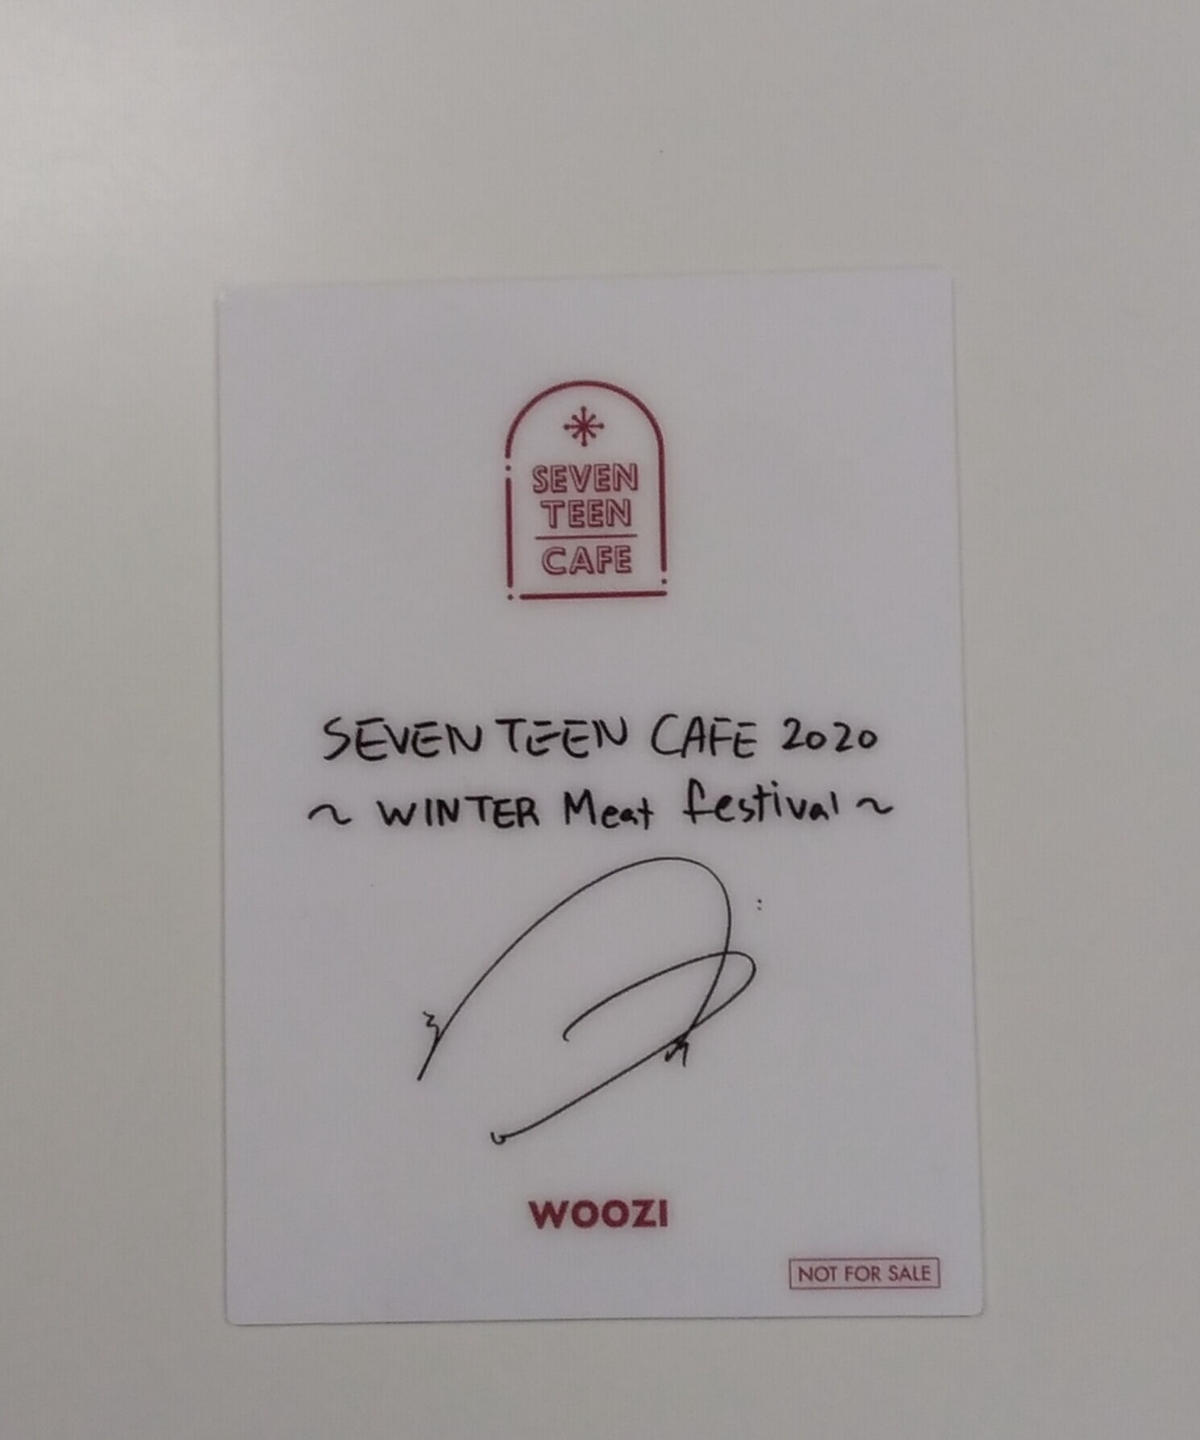 SEVEN
TEEN
CAFE
SEVENTEEN CAFE 2020
~ WINTER Meat festival ~
WOOZI
NOT FOR SALE